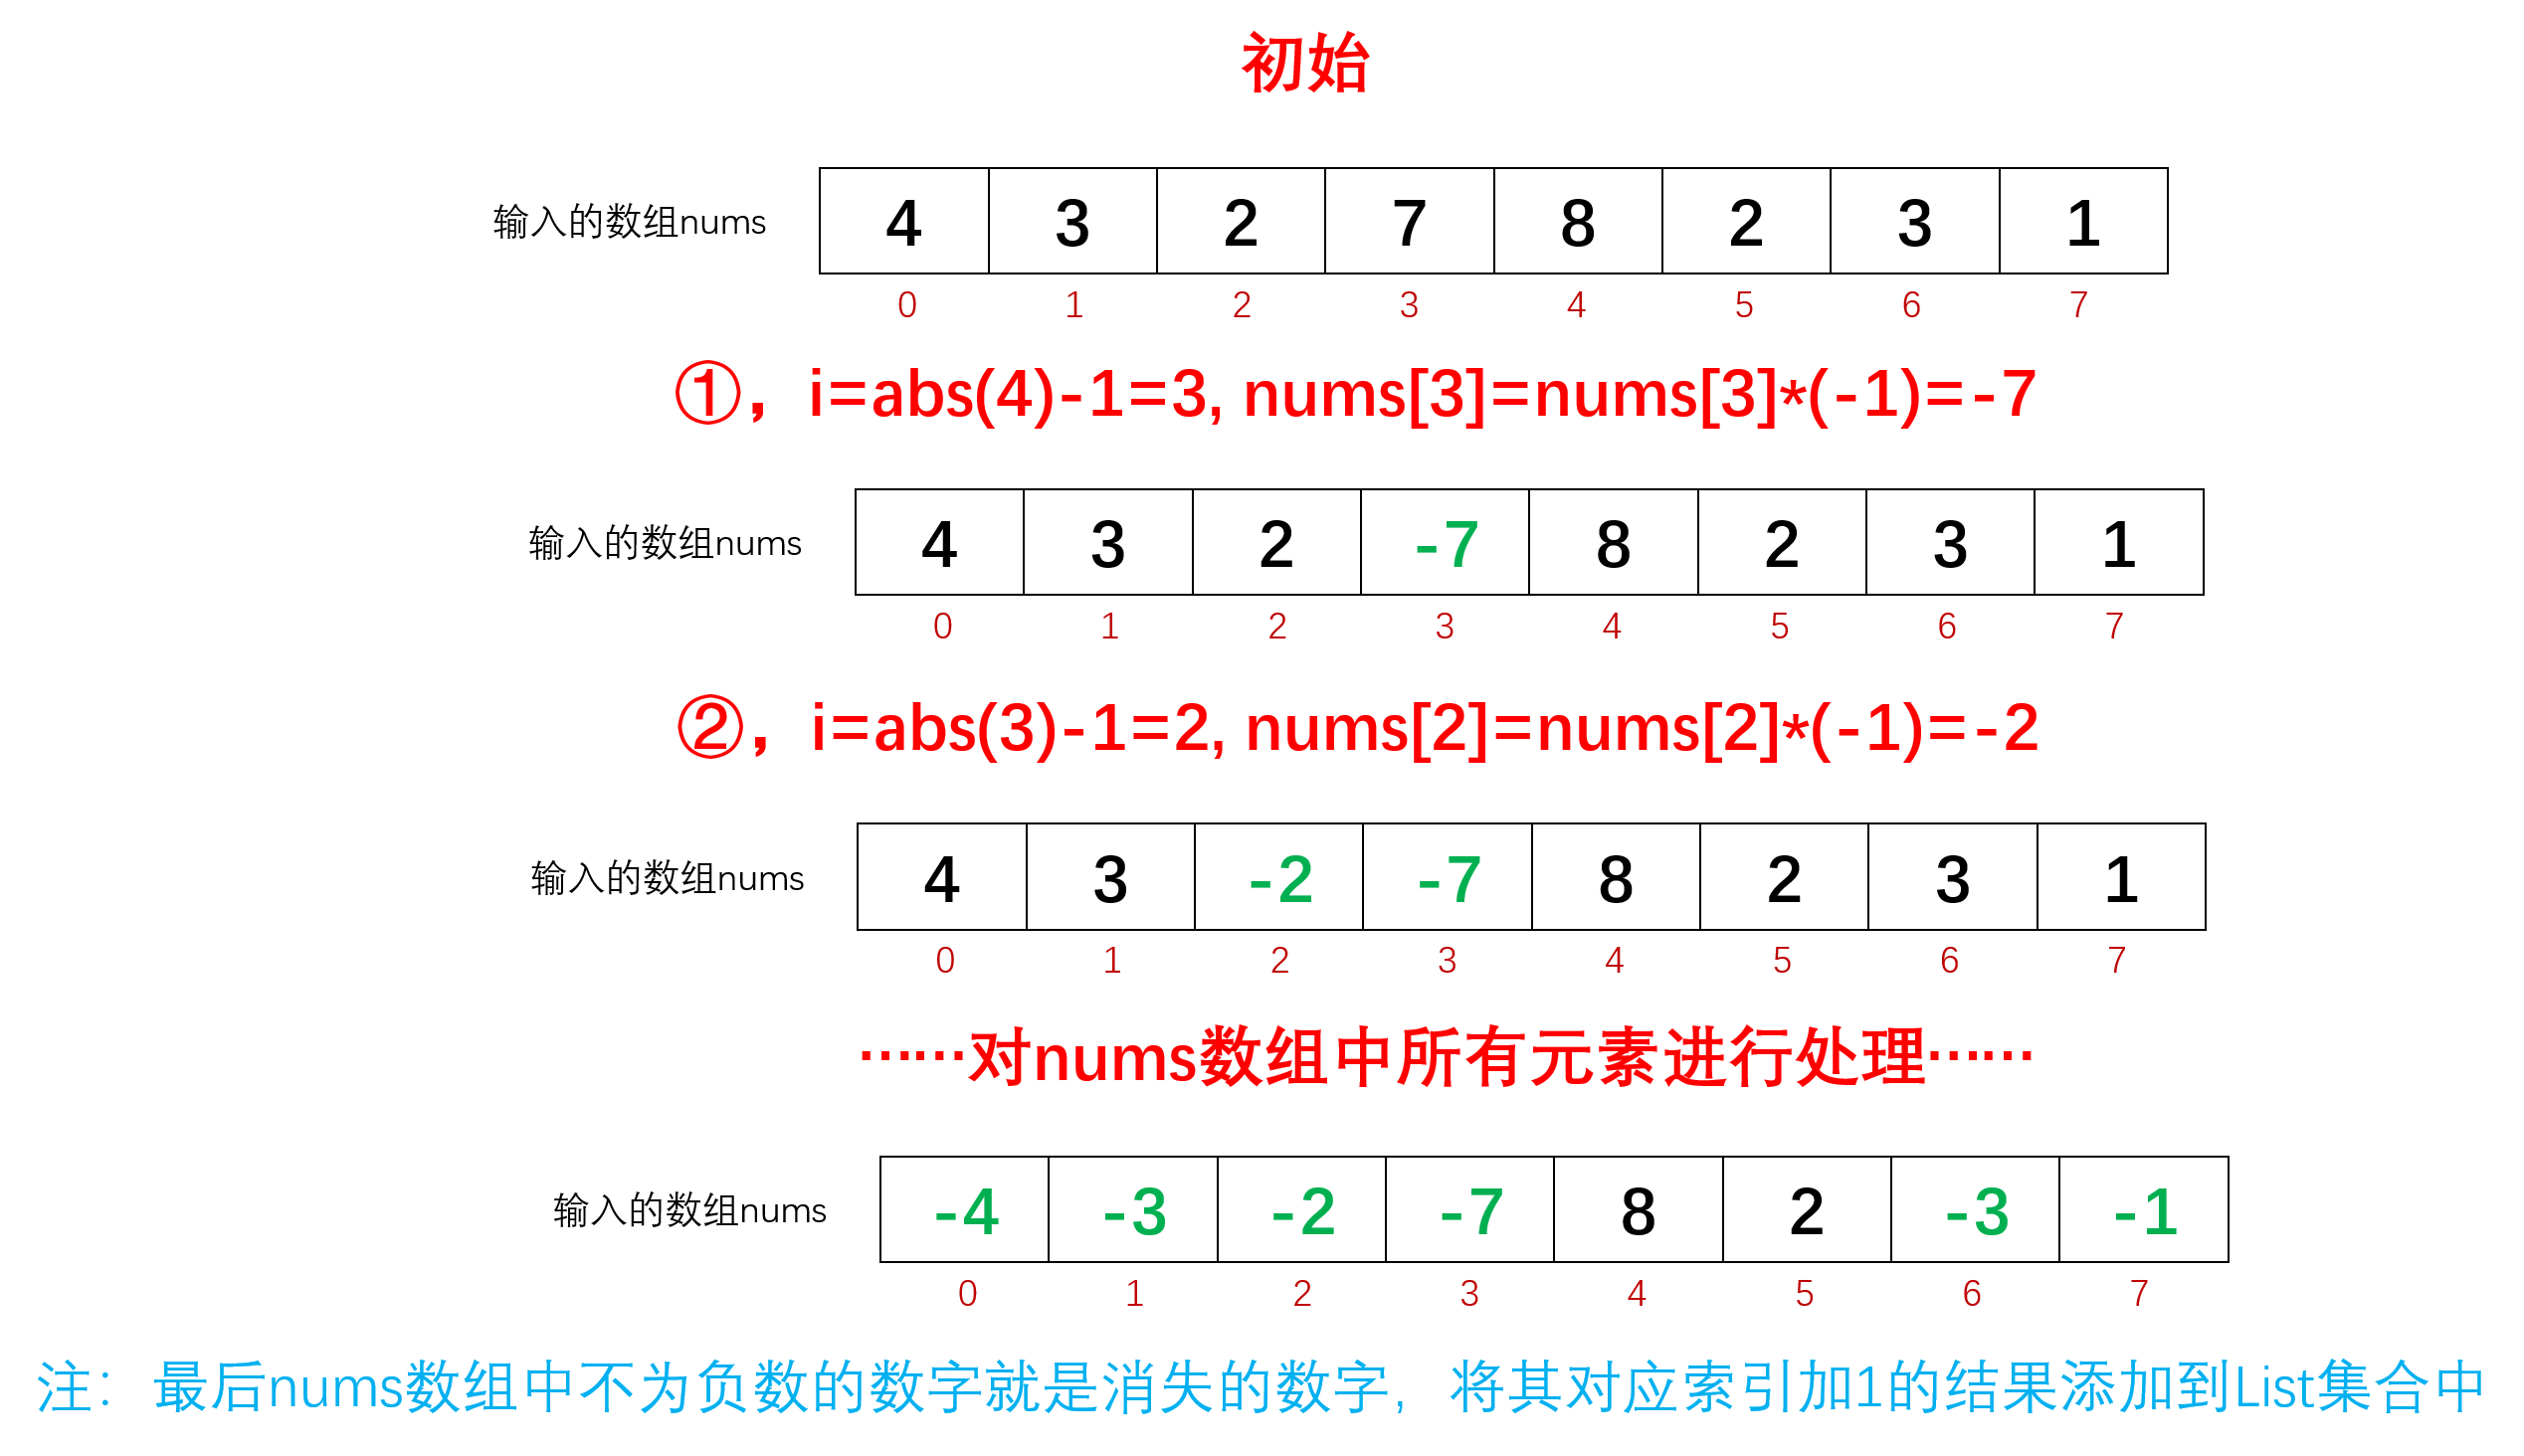 初始
输入的数组nums 4 3 2 7 8 2 3 1
0 1 2 3 4 5 6 7
①，i=abs(4)-1=3, nums[3]=nums[3]*(-1)=-7
输入的数组nums 4 3 2 -7 8 2 3 1
0 1 2 3 4 5 6 7
②，i=abs(3)-1=2, nums[2]=nums[2]*(-1)=-2
输入的数组nums 4 3 -2 -7 8 2 3 1
0 1 2 3 4 5 6 7
……对nums数组中所有元素进行处理……
输入的数组nums -4 -3 -2 -7 8 2 -3 -1
0 1 2 3 4 5 6 7
注：最后nums数组中不为负数的数字就是消失的数字，将其对应索引加1的结果添加到List集合中